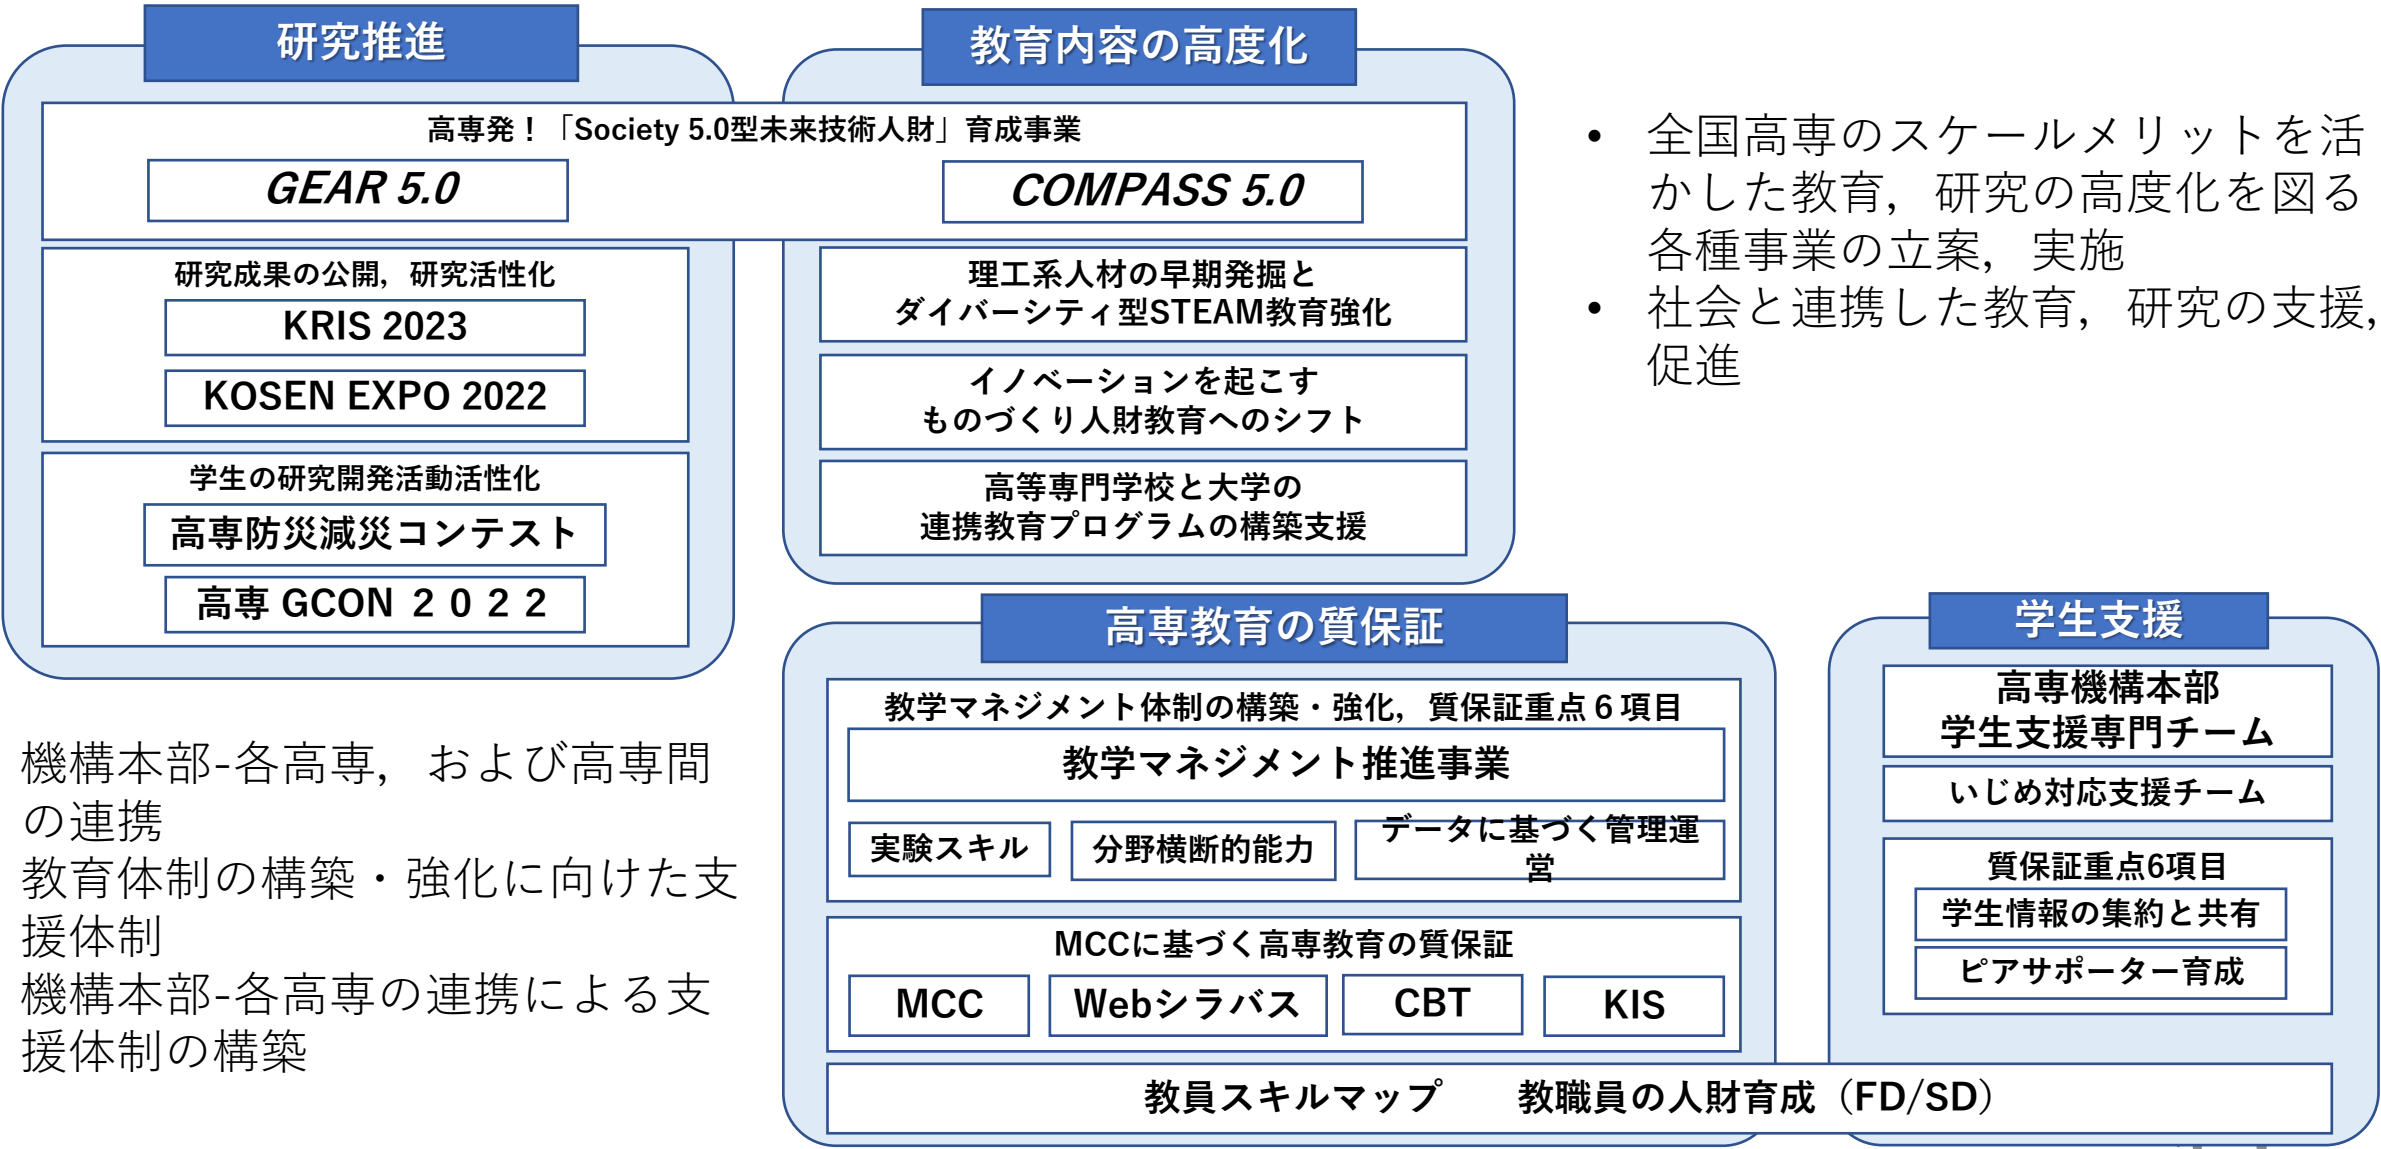 研究推進
高専発！「Society 5.0型未来技術人財」育成事業
GEAR 5.0
COMPASS 5.0
研究成果の公開，研究活性化
KRIS 2023
KOSEN EXPO 2022
学生の研究開発活動活性化
高専防災減災コンテスト
高専 GCON ２０２２
教育内容の高度化
理工系人材の早期発掘と
ダイバーシティ型STEAM教育強化
イノベーションを起こす
ものづくり人財教育へのシフト
高等専門学校と大学の
連携教育プログラムの構築支援
• 全国高専のスケールメリットを活
かした教育，研究の高度化を図る
各種事業の立案，実施
• 社会と連携した教育，研究の支援，
促進
機構本部-各高専，および高専間
の連携
教育体制の構築・強化に向けた支
援体制
機構本部-各高専の連携による支
援体制の構築
高専教育の質保証
教学マネジメント体制の構築・強化，質保証重点６項目
教学マネジメント推進事業
実験スキル
分野横断的能力
データに基づく管理運
営
MCCに基づく高専教育の質保証
MCC
Webシラバス
CBT
KIS
教員スキルマップ　　教職員の人財育成（FD/SD）
学生支援
高専機構本部
学生支援専門チーム
いじめ対応支援チーム
質保証重点6項目
学生情報の集約と共有
ピアサポーター育成